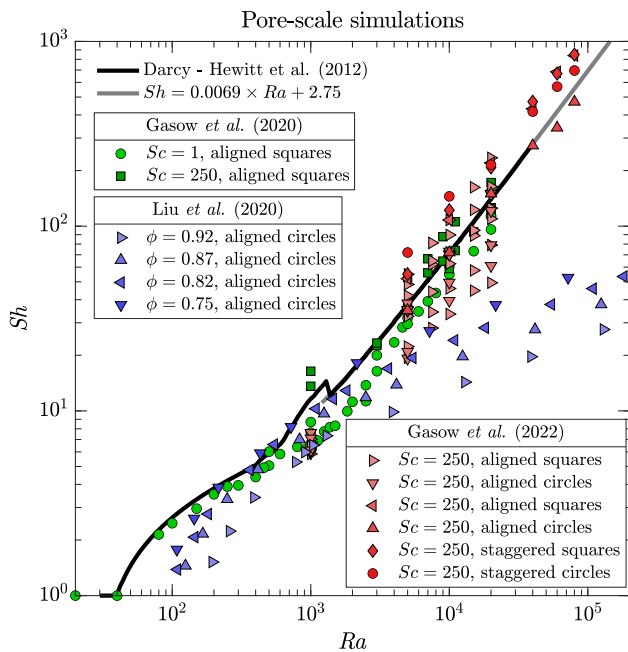 Pore-scale simulations
10^3
Darcy - Hewitt et al. (2012)
Sh = 0.0069 × Ra + 2.75
Gasow et al. (2020)
Sc = 1, aligned squares
Sc = 250, aligned squares
Liu et al. (2020)
ϕ = 0.92, aligned circles
ϕ = 0.87, aligned circles
ϕ = 0.82, aligned circles
ϕ = 0.75, aligned circles
10^2
Sh
10^1
Gasow et al. (2022)
Sc = 250, aligned squares
Sc = 250, aligned circles
Sc = 250, aligned squares
Sc = 250, aligned circles
Sc = 250, staggered squares
Sc = 250, staggered circles
10^0
10^2 10^3 10^4 10^5
Ra